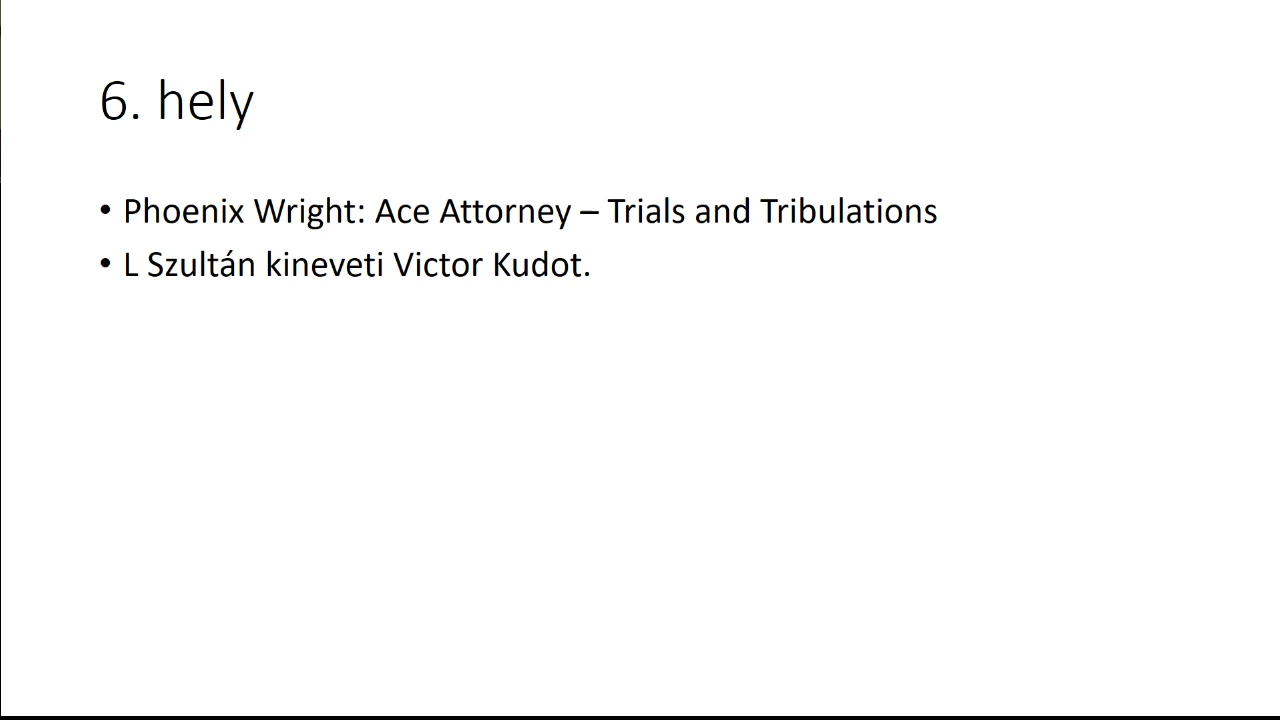 6. hely
• Phoenix Wright: Ace Attorney – Trials and Tribulations
• L Szultán kineveti Victor Kudot.